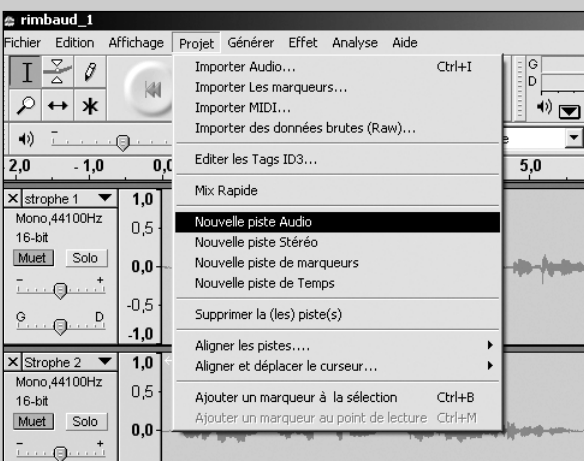 rimbaud_1
Fichier Edition Affichage Projet Générer Effet Analyse Aide
Importer Audio... Ctrl+I
Importer Les marqueurs...
Importer MIDI...
Importer des données brutes (Raw)...
Editer les Tags ID3...
Mix Rapide
Nouvelle piste Audio
Nouvelle piste Stéréo
Nouvelle piste de marqueurs
Nouvelle piste de Temps
Supprimer la (les) piste(s)
Aligner les pistes....
Aligner et déplacer le curseur...
Ajouter un marqueur à la sélection Ctrl+B
Ajouter un marqueur au point de lecture Ctrl+M
G
D
2,0 - 1,0 0,0 5,0
strophe 1 1,0
Mono,44100Hz
16-bit 0,5
Muet Solo
0,0
- +
-0,5
G D
-1,0
Strophe 2 1,0
Mono,44100Hz
16-bit 0,5
Muet Solo
0,0
- +